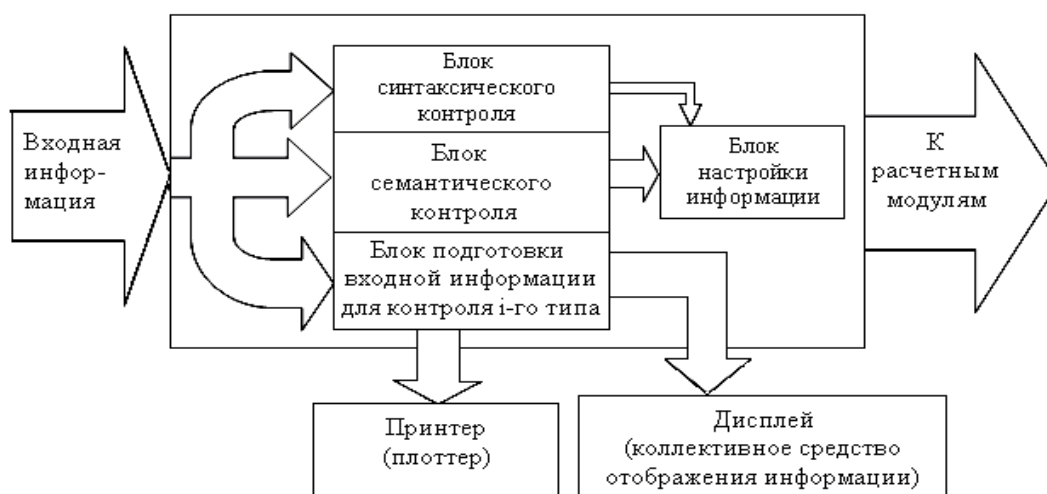 Входная
инфор-
мация
Блок
синтаксического
контроля
Блок
семантического
контроля
Блок подготовки
входной информации
для контроля i-го типа
Блок
настройки
информации
К
расчетным
модулям
Принтер
(плоттер)
Дисплей
(коллективное средство
отображения информации)